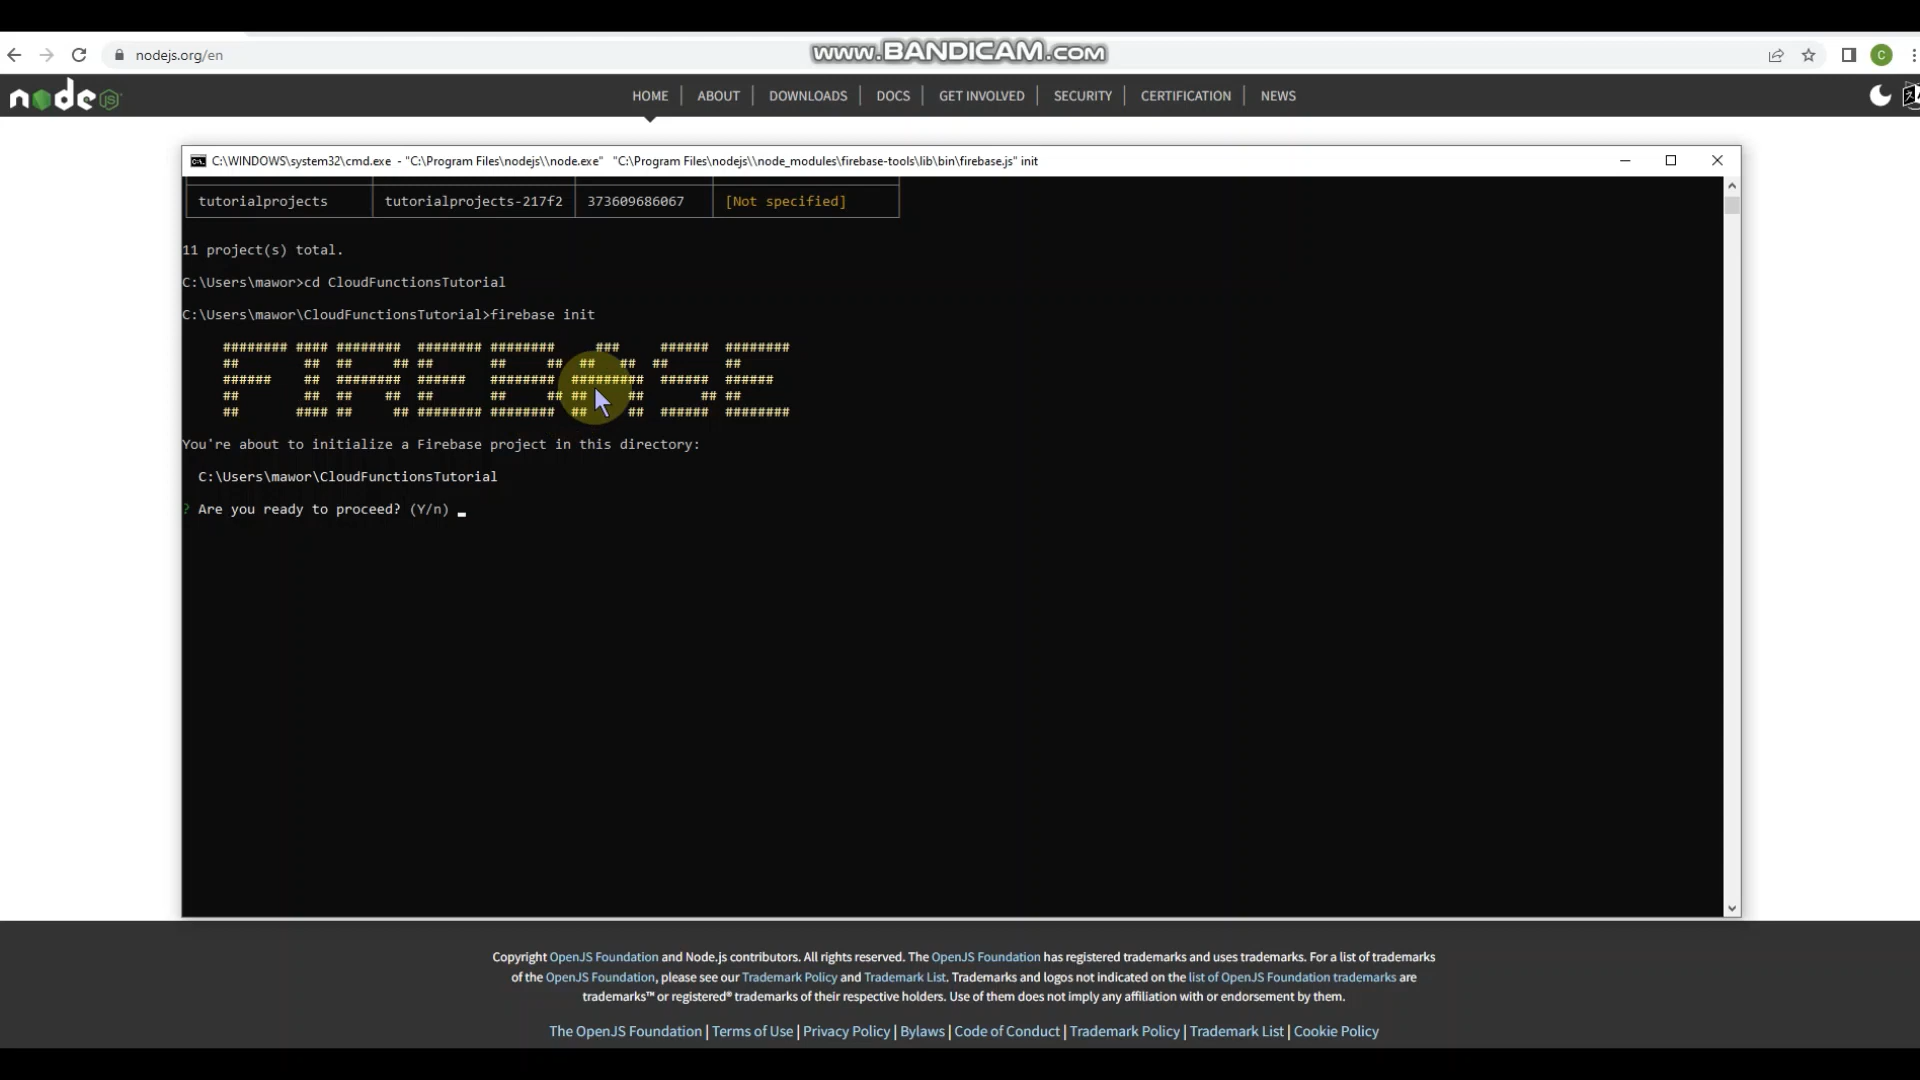 nodejs.org/en
www.BANDICAM.com
C
node JS
HOME | ABOUT | DOWNLOADS | DOCS | GET INVOLVED | SECURITY | CERTIFICATION | NEWS
C:\WINDOWS\system32\cmd.exe - "C:\Program Files\nodejs\\node.exe" "C:\Program Files\nodejs\\node_modules\firebase-tools\lib\bin\firebase.js" init
tutorialprojects | tutorialprojects-217f2 | 373609686067 | [Not specified]
11 project(s) total.
C:\Users\mawor>cd CloudFunctionsTutorial
C:\Users\mawor\CloudFunctionsTutorial>firebase init
FIREBASE
You're about to initialize a Firebase project in this directory:
C:\Users\mawor\CloudFunctionsTutorial
? Are you ready to proceed? (Y/n) _
Copyright OpenJS Foundation and Node.js contributors. All rights reserved. The OpenJS Foundation has registered trademarks and uses trademarks. For a list of trademarks
of the OpenJS Foundation, please see our Trademark Policy and Trademark List. Trademarks and logos not indicated on the list of OpenJS Foundation trademarks are
trademarks™ or registered® trademarks of their respective holders. Use of them does not imply any affiliation with or endorsement by them.
The OpenJS Foundation | Terms of Use | Privacy Policy | Bylaws | Code of Conduct | Trademark Policy | Trademark List | Cookie Policy